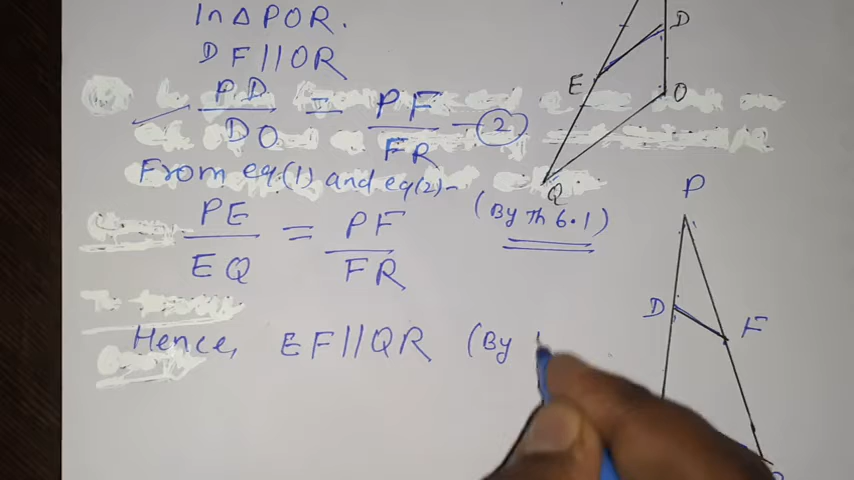 In △ POR.
DF||OR
PD = PF — (2)
DO FR
From eq.(1) and eq(2)-
PE = PF (By Th 6.1)
EQ FR
Hence, EF||QR (By
D
E
O
Q
P
D
F